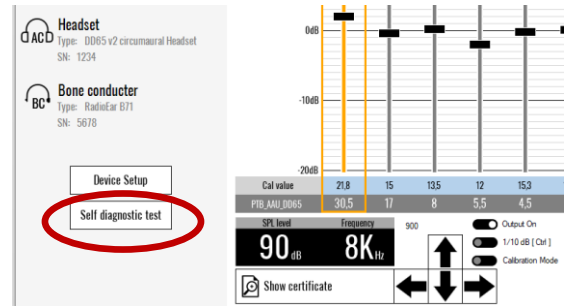 ACD
Headset
Type: DD65 v2 circumaural Headset
SN: 1234
BC
Bone conducter
Type: RadioEar B71
SN: 5678
Device Setup
Self diagnostic test
0dB
-10dB
-20dB
Cal value 21,8 15 13,5 12 15,3
PTB_AAU_DD65 30,5 17 8 5,5 4,5
SPL level Frequency
90 dB 8K Hz
900
Output On
1/10 dB [ Ctrl ]
Calibration Mode
Show certificate